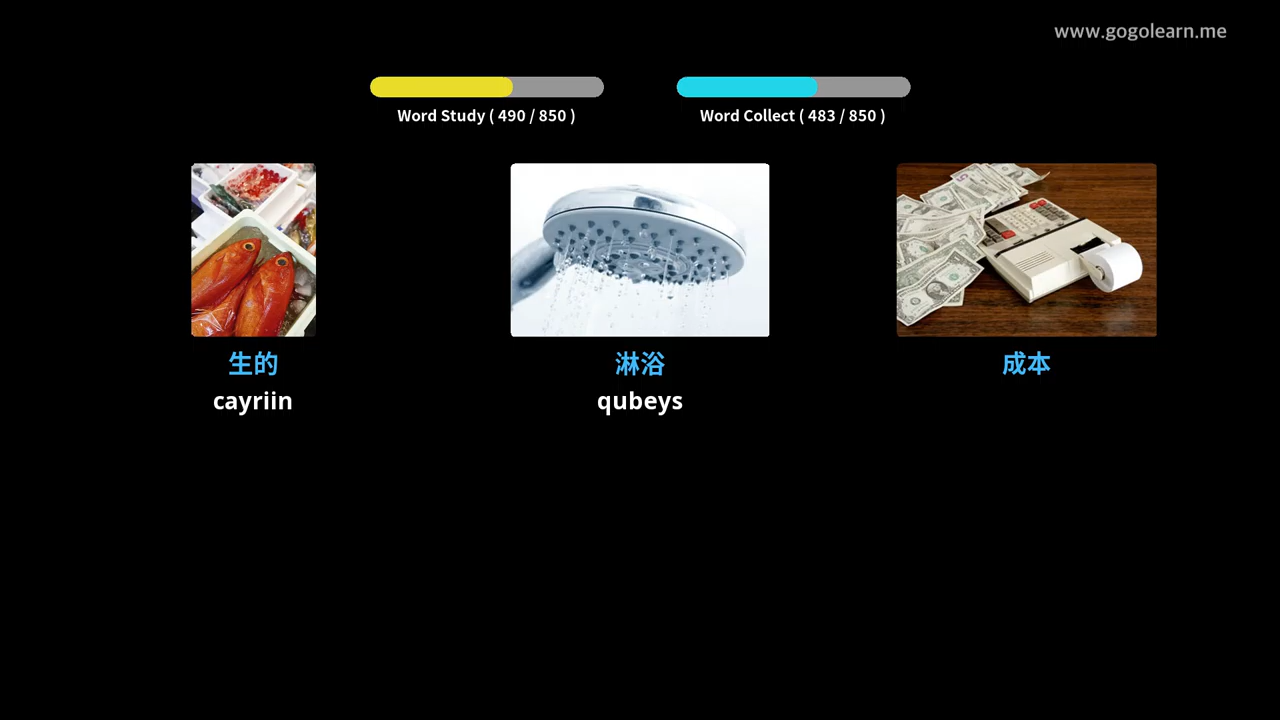 www.gogolearn.me
Word Study ( 490 / 850 )
Word Collect ( 483 / 850 )
生的
淋浴
成本
cayriin
qubeys